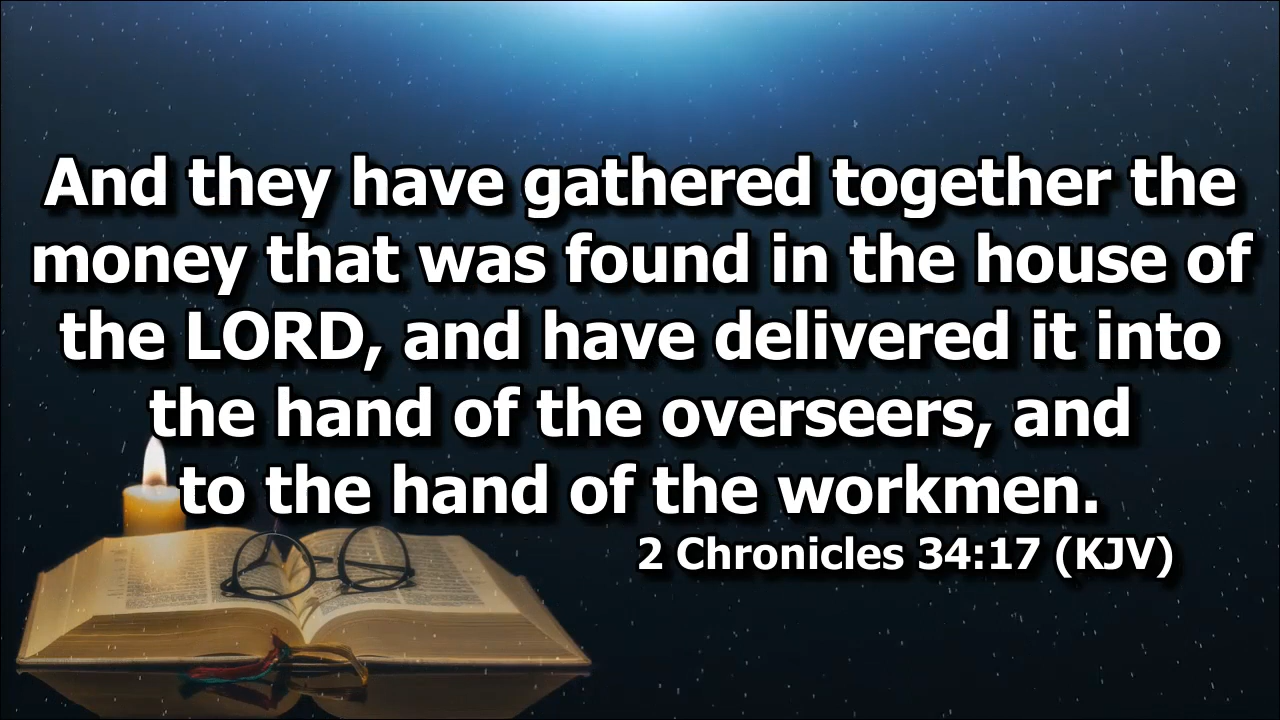 And they have gathered together the
money that was found in the house of
the LORD, and have delivered it into
the hand of the overseers, and
to the hand of the workmen.
2 Chronicles 34:17 (KJV)